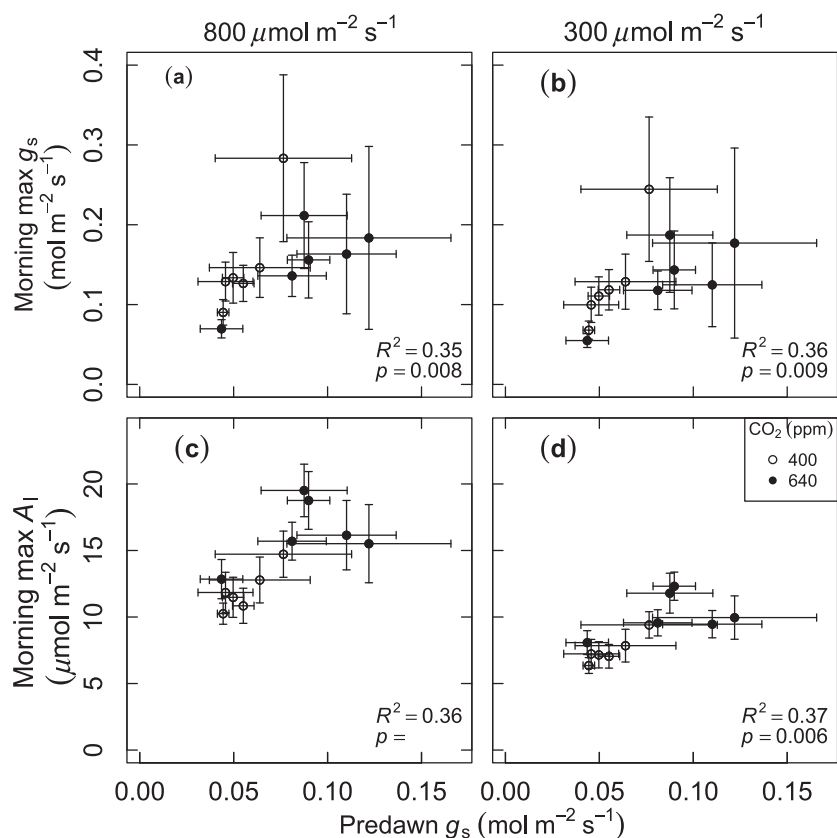 800 μmol m⁻² s⁻¹
300 μmol m⁻² s⁻¹
Morning max gₛ
(mol m⁻² s⁻¹)
0.4
0.3
0.2
0.1
0.0
(a)
R² = 0.35
p = 0.008
(b)
R² = 0.36
p = 0.009
Morning max Aₗ
(μmol m⁻² s⁻¹)
20
15
10
5
0
(c)
R² = 0.36
p =
(d)
CO₂ (ppm)
400
640
R² = 0.37
p = 0.006
0.00 0.05 0.10 0.15 0.00 0.05 0.10 0.15
Predawn gₛ (mol m⁻² s⁻¹)